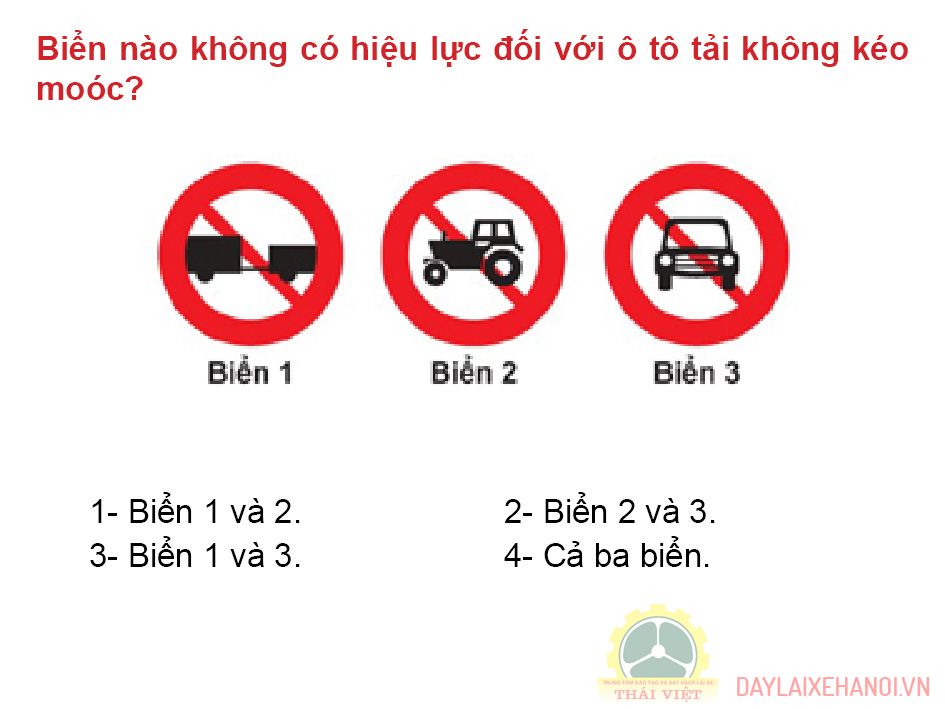 Biển nào không có hiệu lực đối với ô tô tải không kéo
moóc?
Biển 1 Biển 2 Biển 3
1- Biển 1 và 2. 2- Biển 2 và 3.
3- Biển 1 và 3. 4- Cả ba biển.
TRUNG TÂM ĐÀO TẠO VÀ SÁT HẠCH LÁI XE
THÁI VIỆT
DAYLAIXEHANOI.VN